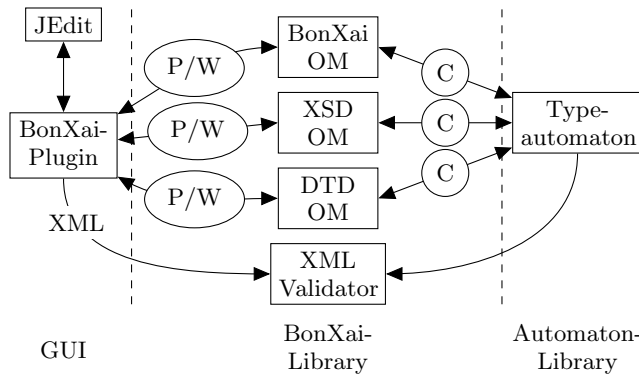 JEdit
BonXai-
Plugin
XML
P/W
P/W
P/W
BonXai
OM
XSD
OM
DTD
OM
XML
Validator
C
C
C
Type-
automaton
GUI
BonXai-
Library
Automaton-
Library